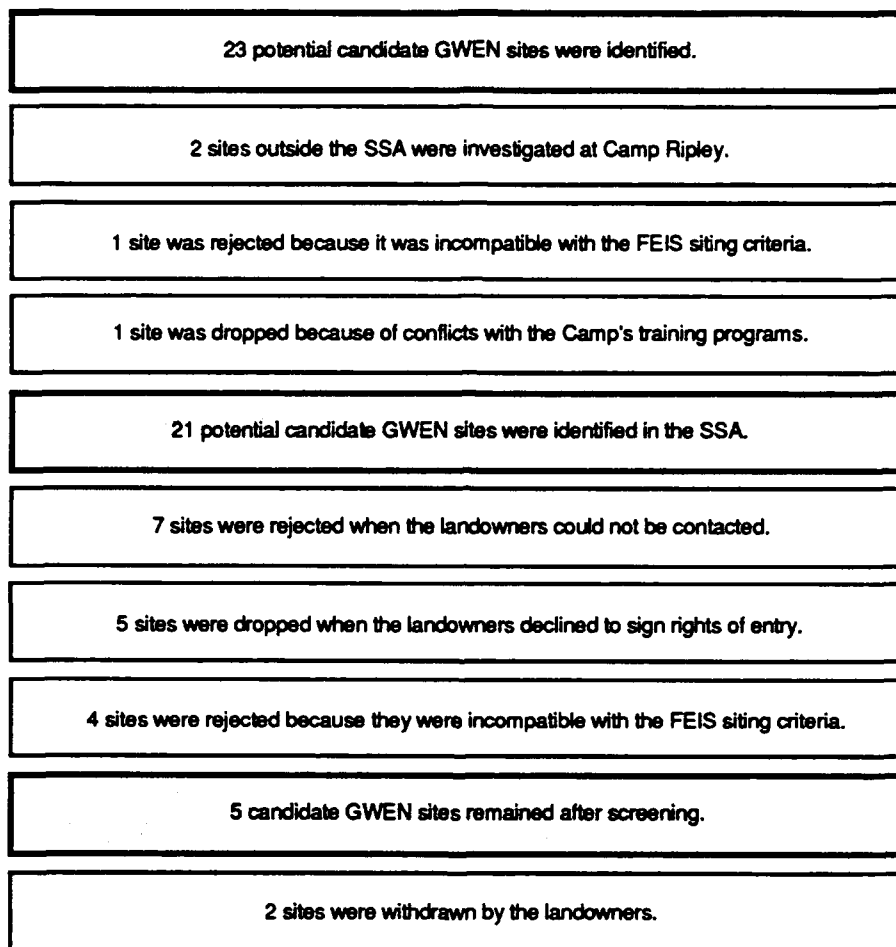 23 potential candidate GWEN sites were identified.
2 sites outside the SSA were investigated at Camp Ripley.
1 site was rejected because it was incompatible with the FEIS siting criteria.
1 site was dropped because of conflicts with the Camp's training programs.
21 potential candidate GWEN sites were identified in the SSA.
7 sites were rejected when the landowners could not be contacted.
5 sites were dropped when the landowners declined to sign rights of entry.
4 sites were rejected because they were incompatible with the FEIS siting criteria.
5 candidate GWEN sites remained after screening.
2 sites were withdrawn by the landowners.